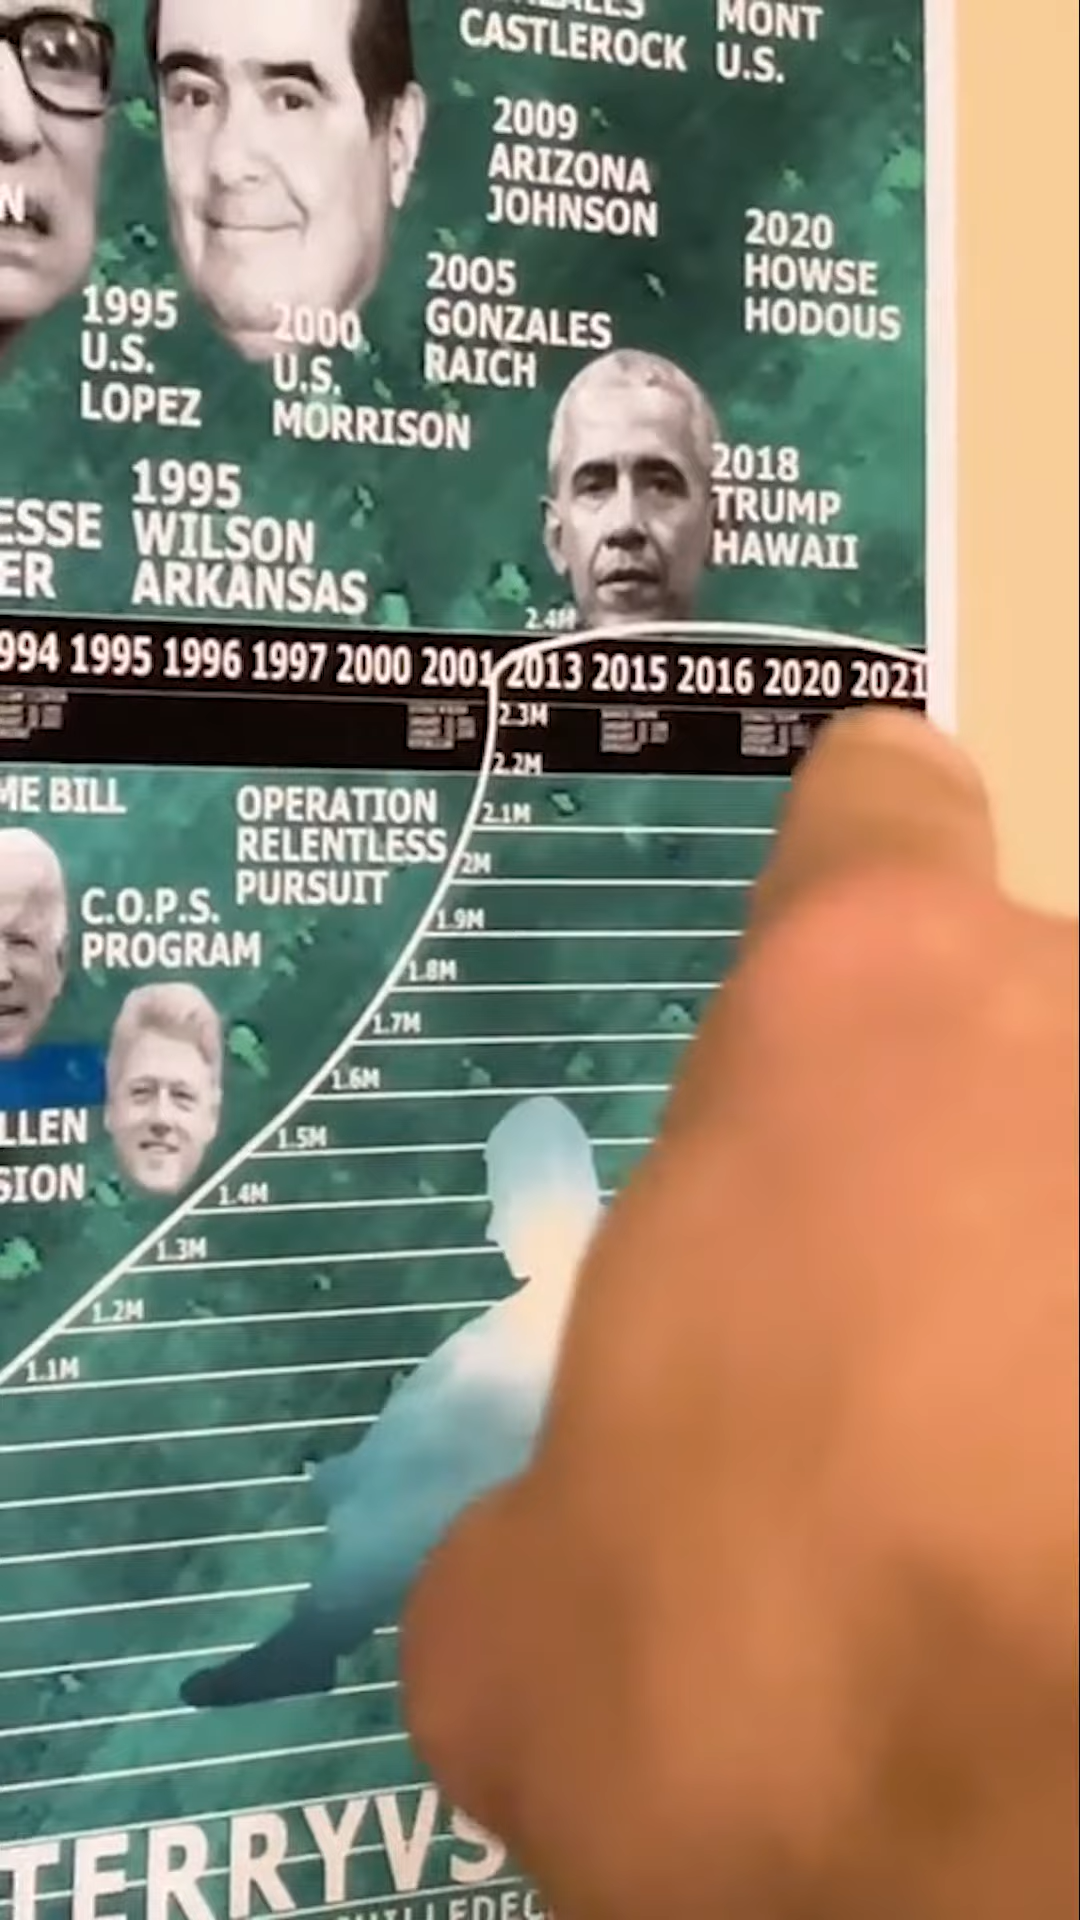 CASTLEROCK
MONT
U.S.
2009
ARIZONA
JOHNSON
2020
HOWSE
HODOUS
2005
GONZALES
RAICH
N
1995
U.S.
LOPEZ
2000
U.S.
MORRISON
2018
TRUMP
HAWAII
1995
WILSON
ARKANSAS
ESSE
ER
2.4M
994 1995 1996 1997 2000 2001 2013 2015 2016 2020 2021
2.3M
2.2M
ME BILL
OPERATION
RELENTLESS
PURSUIT
2.1M
2M
C.O.P.S.
PROGRAM
1.9M
1.8M
1.7M
1.6M
LLEN
SION
1.5M
1.4M
1.3M
1.2M
1.1M
TERRYVS